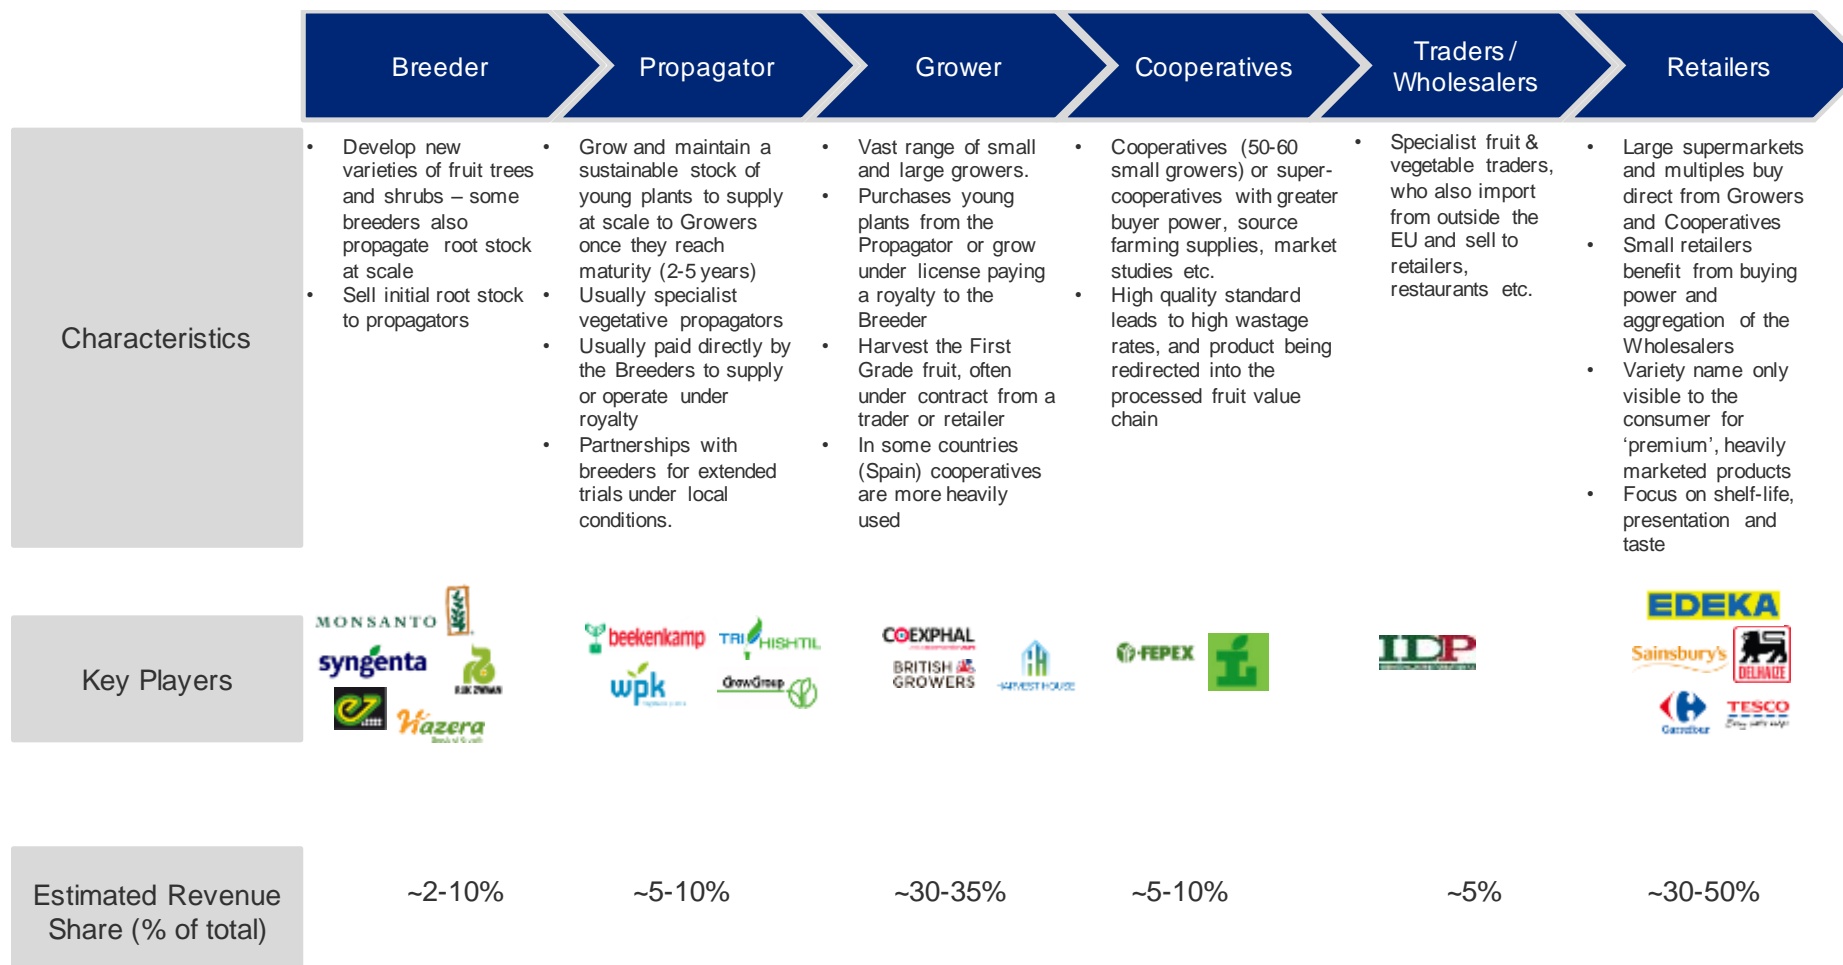 Breeder
Propagator
Grower
Cooperatives
Traders /
Wholesalers
Retailers
Characteristics
• Develop new
varieties of fruit trees
and shrubs – some
breeders also
propagate root stock
at scale
• Sell initial root stock
to propagators
• Grow and maintain a
sustainable stock of
young plants to supply
at scale to Growers
once they reach
maturity (2-5 years)
• Usually specialist
vegetative propagators
• Usually paid directly by
the Breeders to supply
or operate under
royalty
• Partnerships with
breeders for extended
trials under local
conditions.
• Vast range of small
and large growers.
• Purchases young
plants from the
Propagator or grow
under license paying
a royalty to the
Breeder
• Harvest the First
Grade fruit, often
under contract from a
trader or retailer
• In some countries
(Spain) cooperatives
are more heavily
used
• Cooperatives (50-60
small growers) or super-
cooperatives with greater
buyer power, source
farming supplies, market
studies etc.
• High quality standard
leads to high wastage
rates, and product being
redirected into the
processed fruit value
chain
• Specialist fruit &
vegetable traders,
who also import
from outside the
EU and sell to
retailers,
restaurants etc.
• Large supermarkets
and multiples buy
direct from Growers
and Cooperatives
• Small retailers
benefit from buying
power and
aggregation of the
Wholesalers
• Variety name only
visible to the
consumer for
‘premium’, heavily
marketed products
• Focus on shelf-life,
presentation and
taste
Key Players
MONSANTO
syngenta
RIJK ZWAAN
Hazera
beekenkamp
TRI HISHTIL
wpk
GrowGroup
COEXPHAL
BRITISH
GROWERS
HARVEST HOUSE
FEPEX
IDP
EDEKA
Sainsbury's
DELHAIZE
Carrefour
TESCO
Estimated Revenue
Share (% of total)
~2-10%
~5-10%
~30-35%
~5-10%
~5%
~30-50%